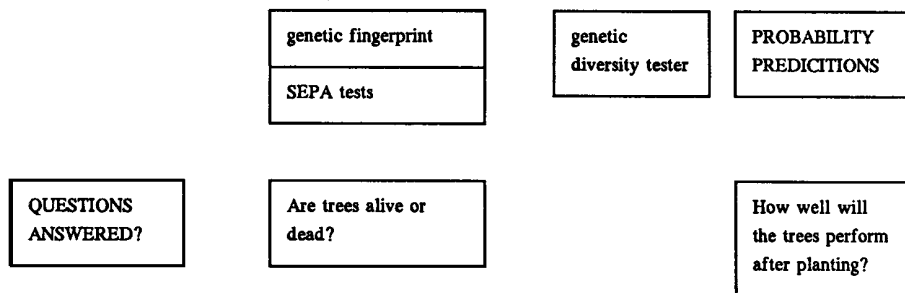 genetic fingerprint
SEPA tests
genetic
diversity tester
PROBABILITY
PREDICITIONS
QUESTIONS
ANSWERED?
Are trees alive or
dead?
How well will
the trees perform
after planting?